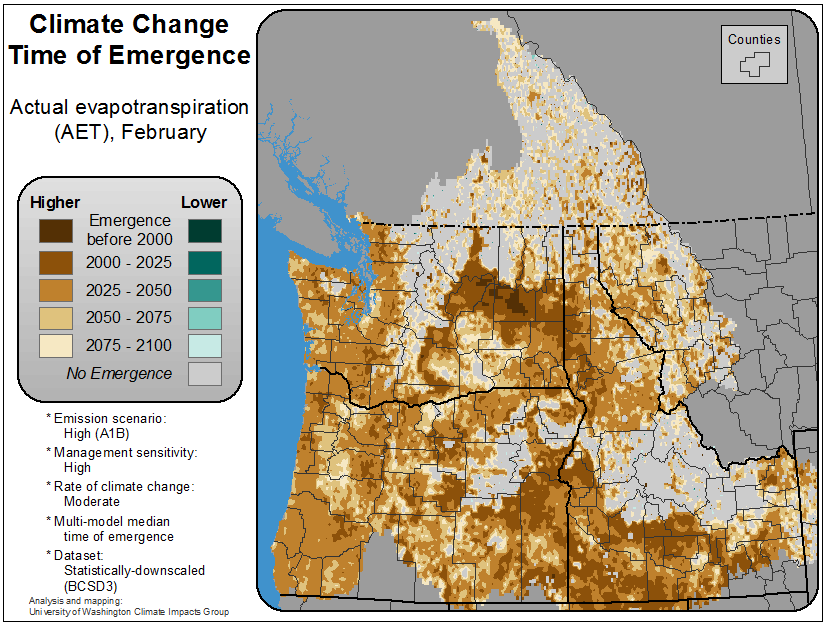 Climate Change
Time of Emergence
Actual evapotranspiration
(AET), February
Higher Lower
Emergence
before 2000
2000 - 2025
2025 - 2050
2050 - 2075
2075 - 2100
No Emergence
* Emission scenario:
High (A1B)
* Management sensitivity:
High
* Rate of climate change:
Moderate
* Multi-model median
time of emergence
* Dataset:
Statistically-downscaled
(BCSD3)
Analysis and mapping:
University of Washington Climate Impacts Group
Counties